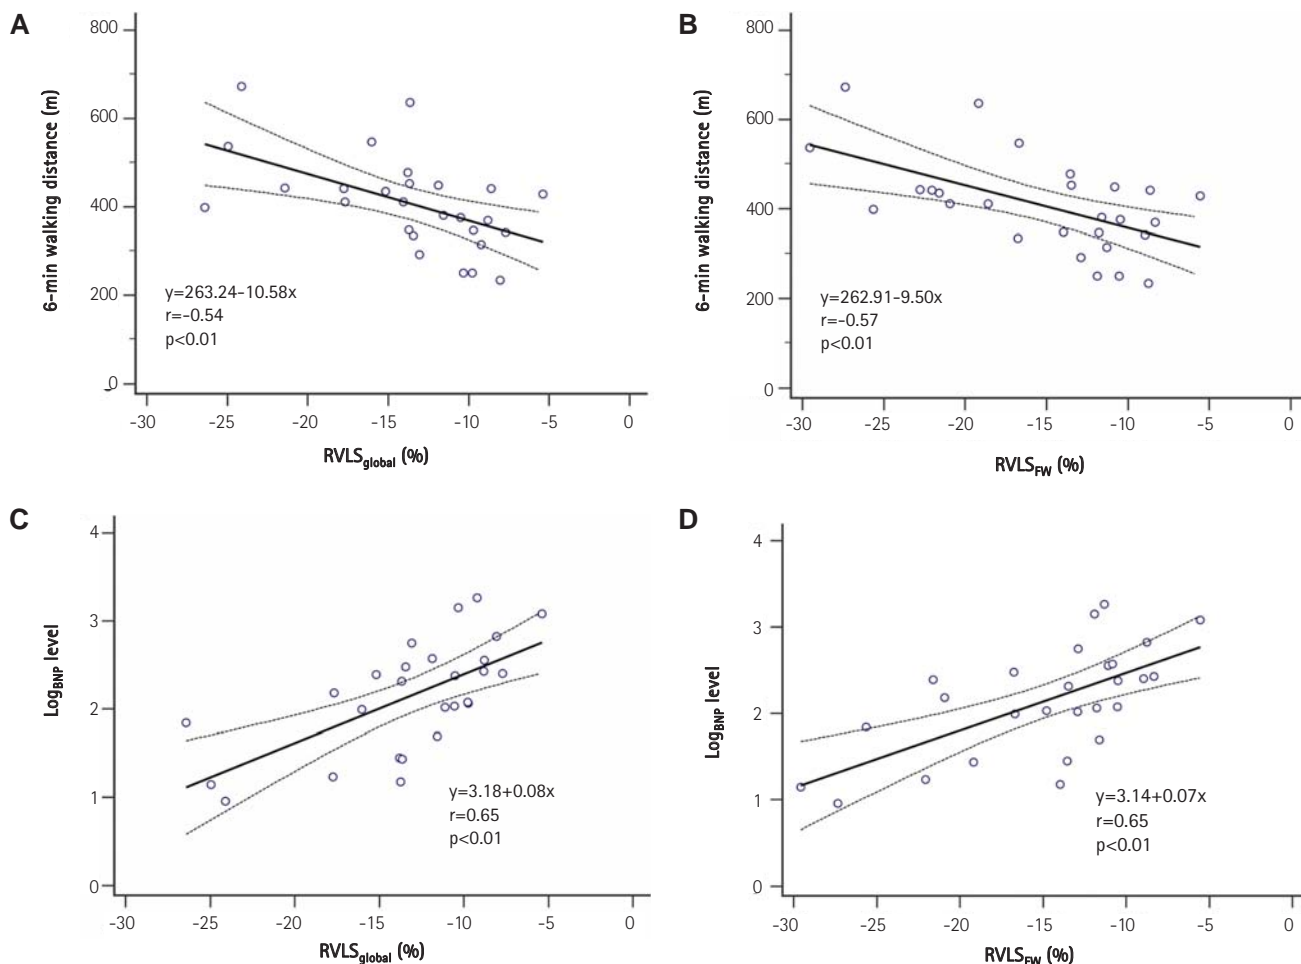 A
800
600
400
200
0
6-min walking distance (m)
y=263.24-10.58x
r=-0.54
p<0.01
-30 -25 -20 -15 -10 -5 0
RVLSglobal (%)
B
800
600
400
200
0
6-min walking distance (m)
y=262.91-9.50x
r=-0.57
p<0.01
-30 -25 -20 -15 -10 -5 0
RVLSFW (%)
C
4
3
2
1
0
LogBNP level
y=3.18+0.08x
r=0.65
p<0.01
-30 -25 -20 -15 -10 -5 0
RVLSglobal (%)
D
4
3
2
1
0
LogBNP level
y=3.14+0.07x
r=0.65
p<0.01
-30 -25 -20 -15 -10 -5 0
RVLSFW (%)